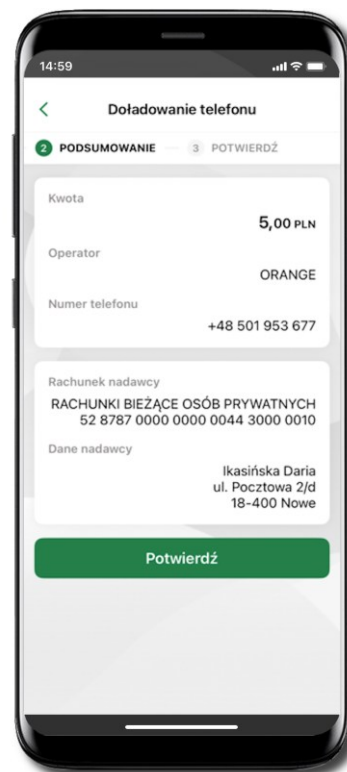 14:59
Doładowanie telefonu
2 PODSUMOWANIE 3 POTWIERDŹ
Kwota
5,00 PLN
Operator
ORANGE
Numer telefonu
+48 501 953 677
Rachunek nadawcy
RACHUNKI BIEŻĄCE OSÓB PRYWATNYCH
52 8787 0000 0000 0044 3000 0010
Dane nadawcy
Ikasińska Daria
ul. Pocztowa 2/d
18-400 Nowe
Potwierdź